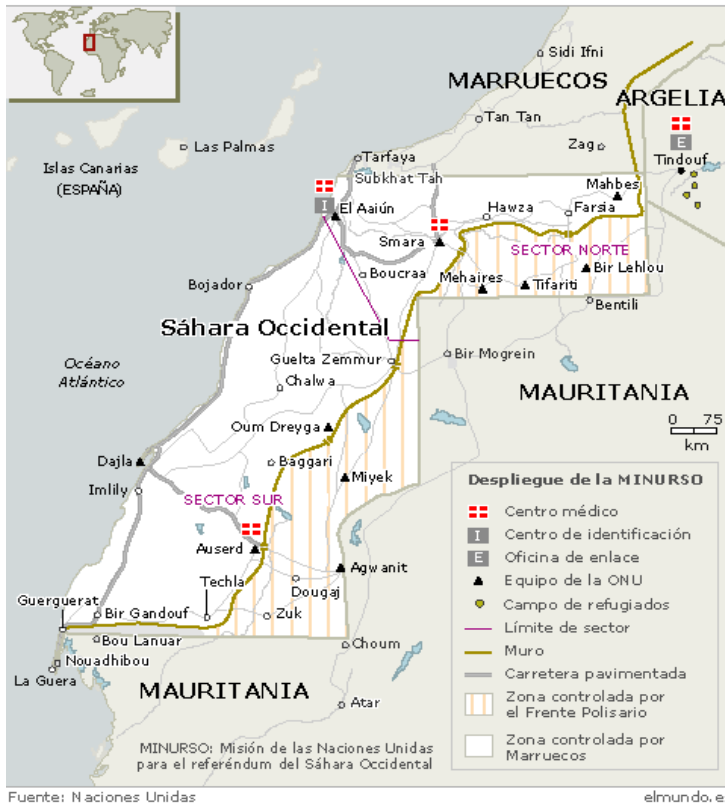 Sidi Ifni
MARRUECOS
ARGELIA
Tan Tan
Las Palmas
Zag
E
Islas Canarias
(ESPAÑA)
Tarfaya
Tindouf
Subkhat Tah
Mahbes
I
El Aaiún
Hawza
Farsia
Smara
SECTOR NORTE
Boucraa
Bir Lehlou
Mehaires
Tifariti
Bojador
Bentili
Sáhara Occidental
Guelta Zemmur
Bir Mogrein
Océano
Atlántico
Chalwa
MAURITANIA
0 75
km
Oum Dreyga
Dajla
Baggari
Imlily
Miyek
SECTOR SUR
Auserd
Agwanit
Techla
Dougaj
Guerguerat
Bir Gandouf
Zuk
Bou Lanuar
Choum
Nouadhibou
La Guera
MAURITANIA
Atar
Despliegue de la MINURSO
Centro médico
I Centro de identificación
E Oficina de enlace
Equipo de la ONU
Campo de refugiados
Límite de sector
Muro
Carretera pavimentada
Zona controlada por
el Frente Polisario
Zona controlada por
Marruecos
MINURSO: Misión de las Naciones Unidas
para el referéndum del Sáhara Occidental
Fuente: Naciones Unidas
elmundo.e